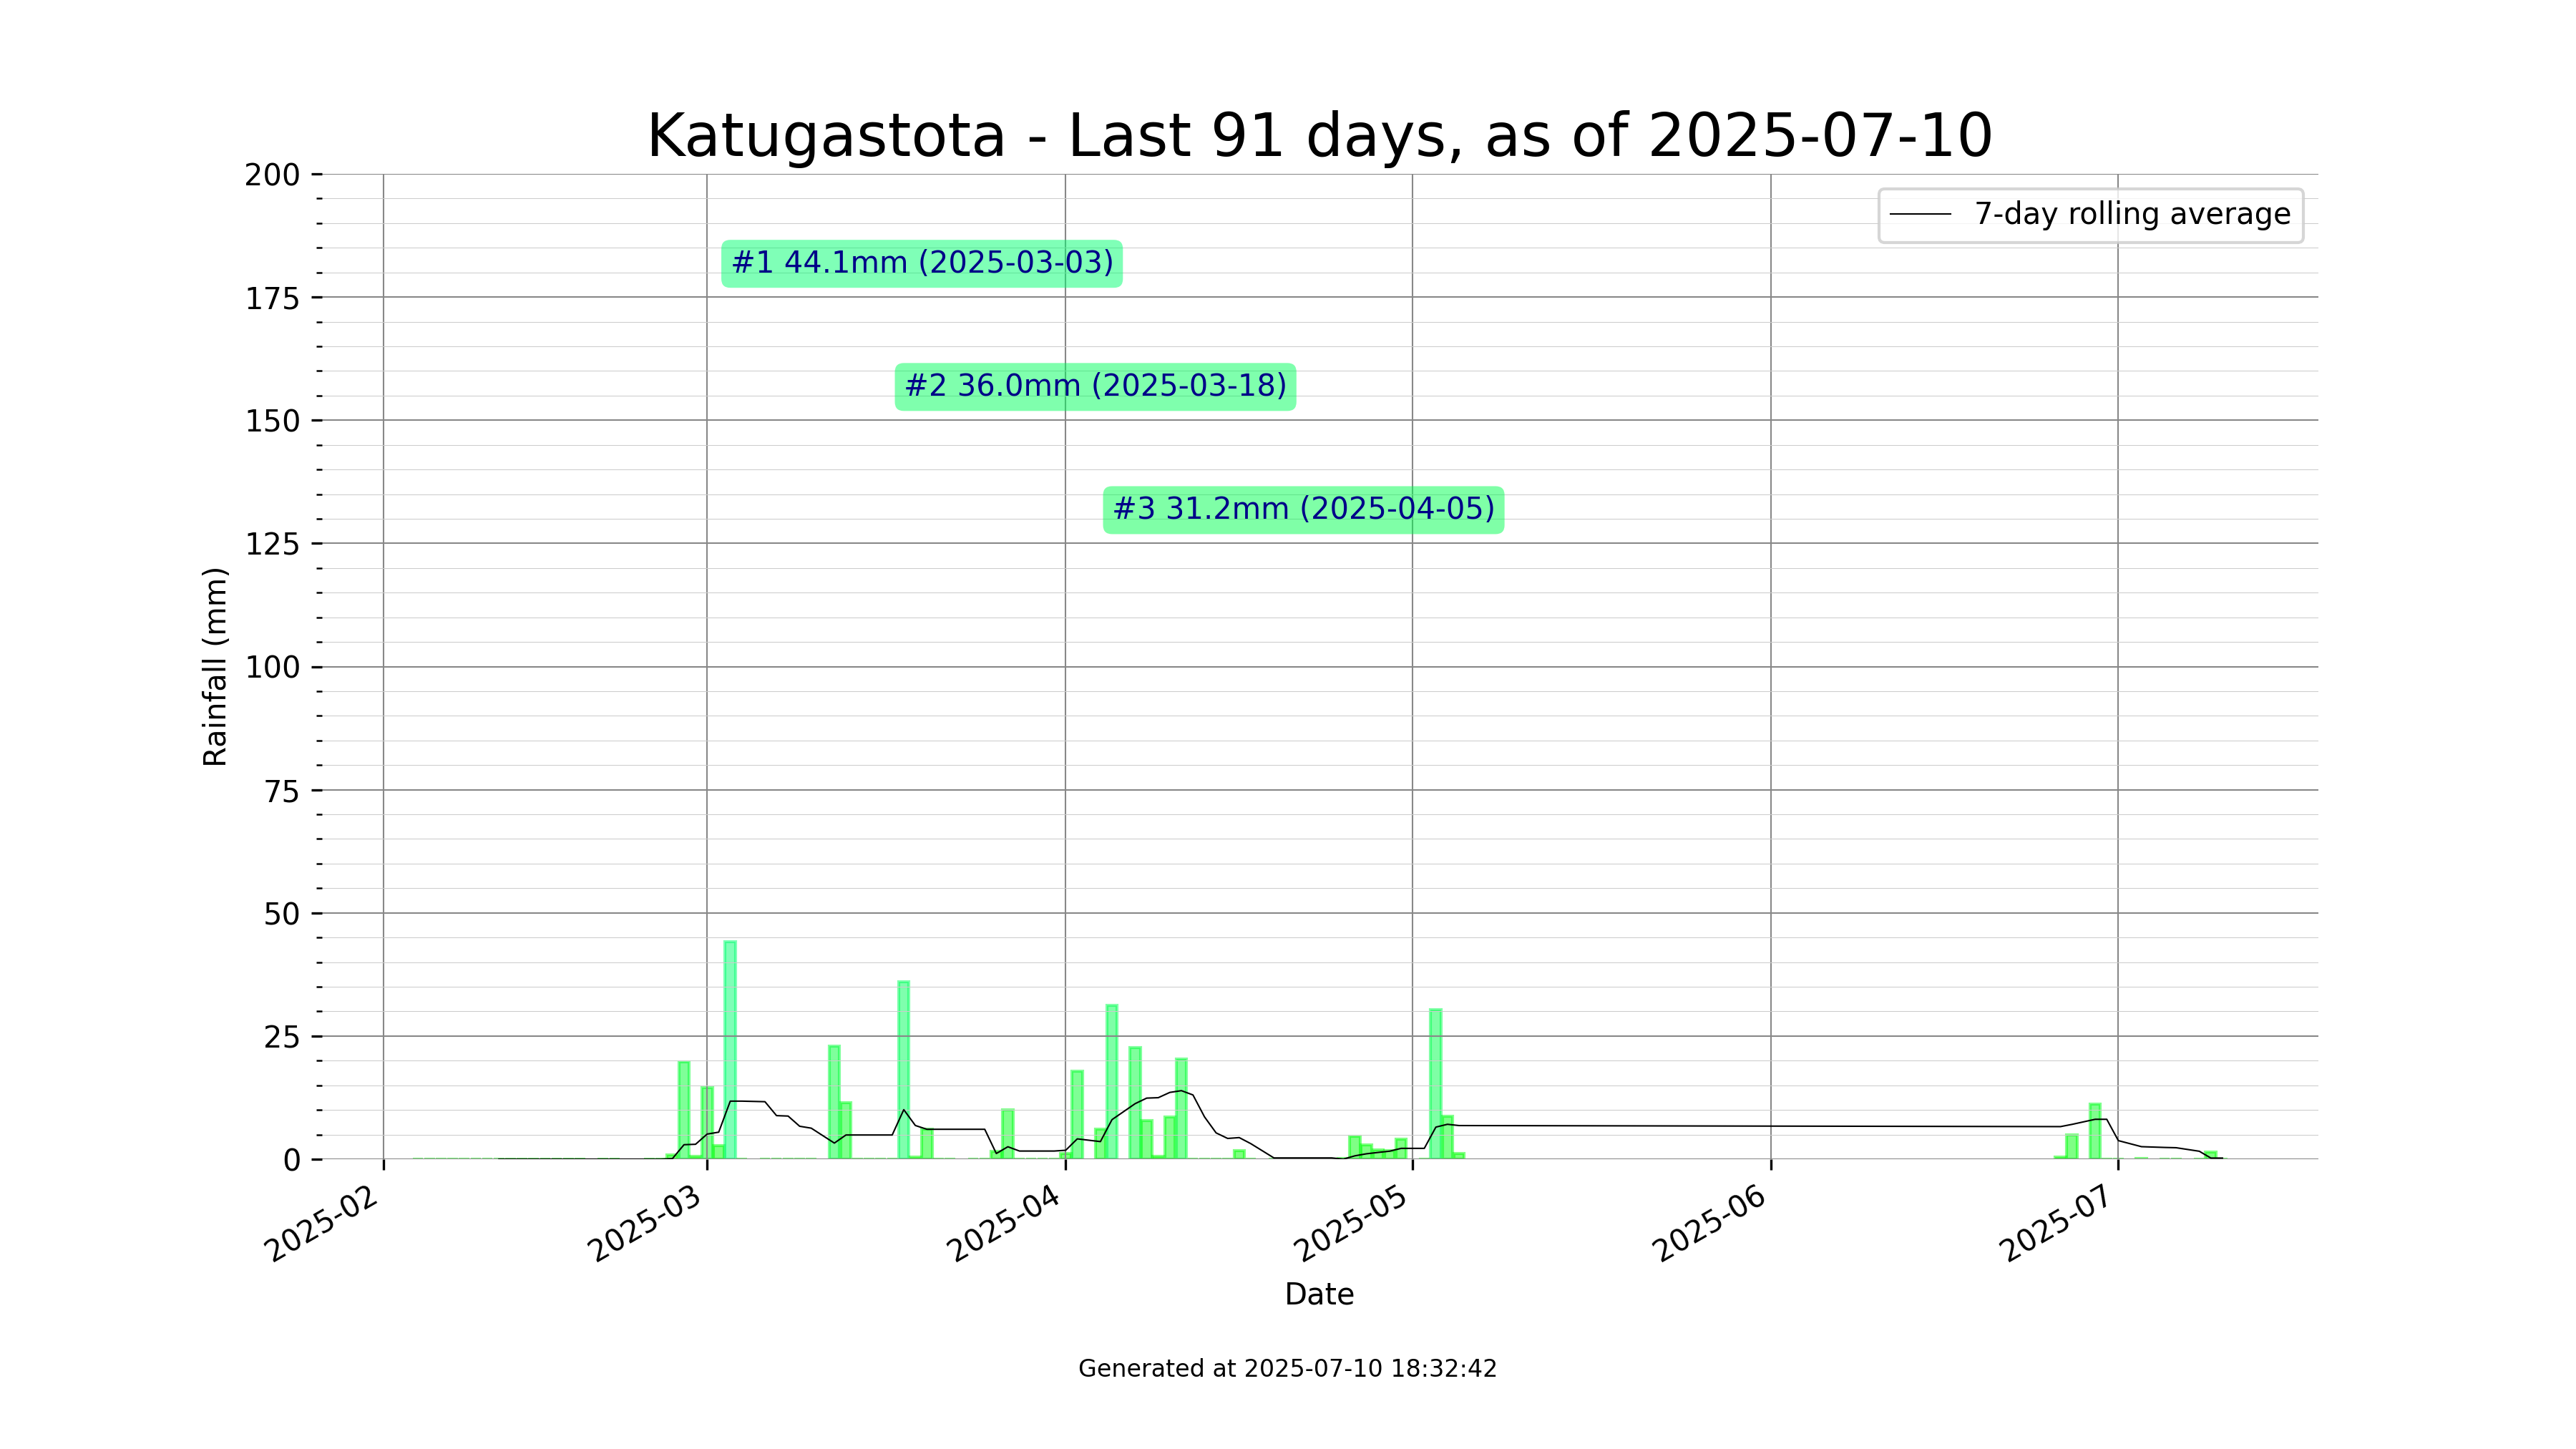 Katugastota - Last 91 days, as of 2025-07-10
7-day rolling average
#1 44.1mm (2025-03-03)
#2 36.0mm (2025-03-18)
#3 31.2mm (2025-04-05)
Rainfall (mm)
200
175
150
125
100
75
50
25
0
2025-02
2025-03
2025-04
2025-05
2025-06
2025-07
Date
Generated at 2025-07-10 18:32:42